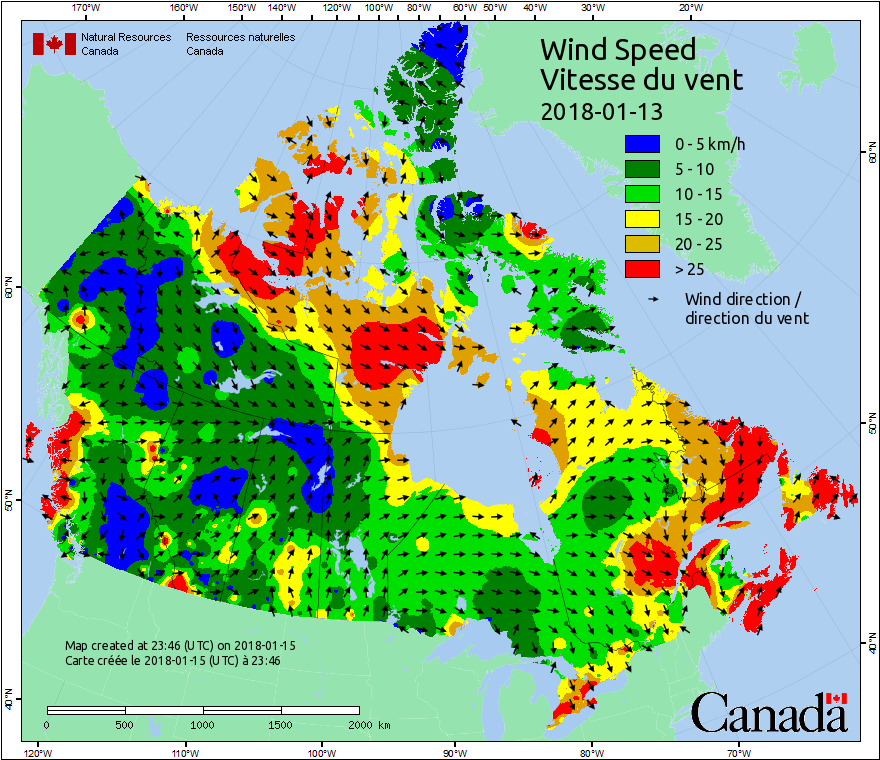 170°W 160°W 150°W 140°W 130°W 120°W 110°W 100°W 90°W 80°W 70°W 60°W 50°W 40°W 30°W 20°W
Natural Resources Ressources naturelles
Canada Canada
Wind Speed
Vitesse du vent
2018-01-13
0 - 5 km/h
5 - 10
10 - 15
15 - 20
20 - 25
> 25
Wind direction /
direction du vent
60°N
60°N
50°N
50°N
40°N
40°N
Map created at 23:46 (UTC) on 2018-01-15
Carte créée le 2018-01-15 (UTC) à 23:46
0 500 1000 1500 2000 km
Canada
120°W 110°W 100°W 90°W 80°W 70°W